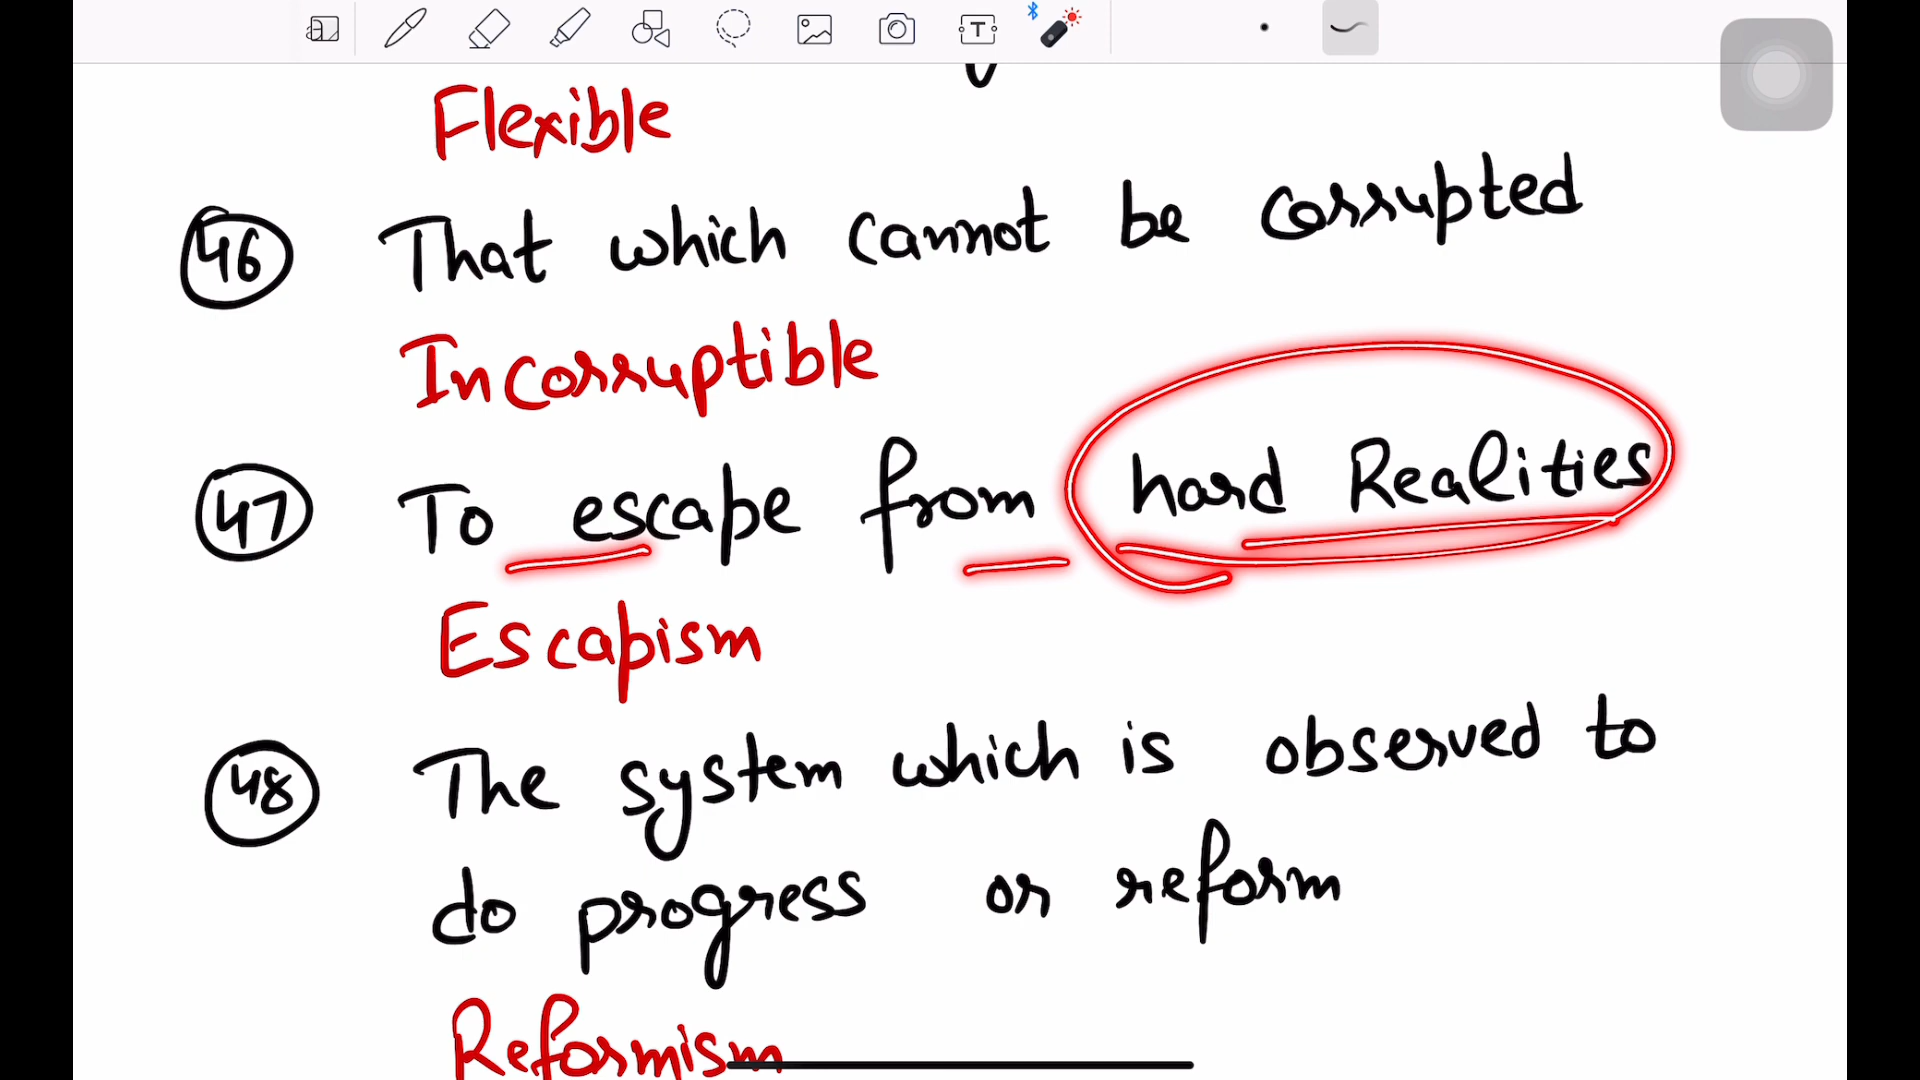 Flexible
46 That which cannot be corrupted
Incorruptible
47 To escape from hard Realities
Escapism
48 The system which is observed to
do progress or reform
Reformism